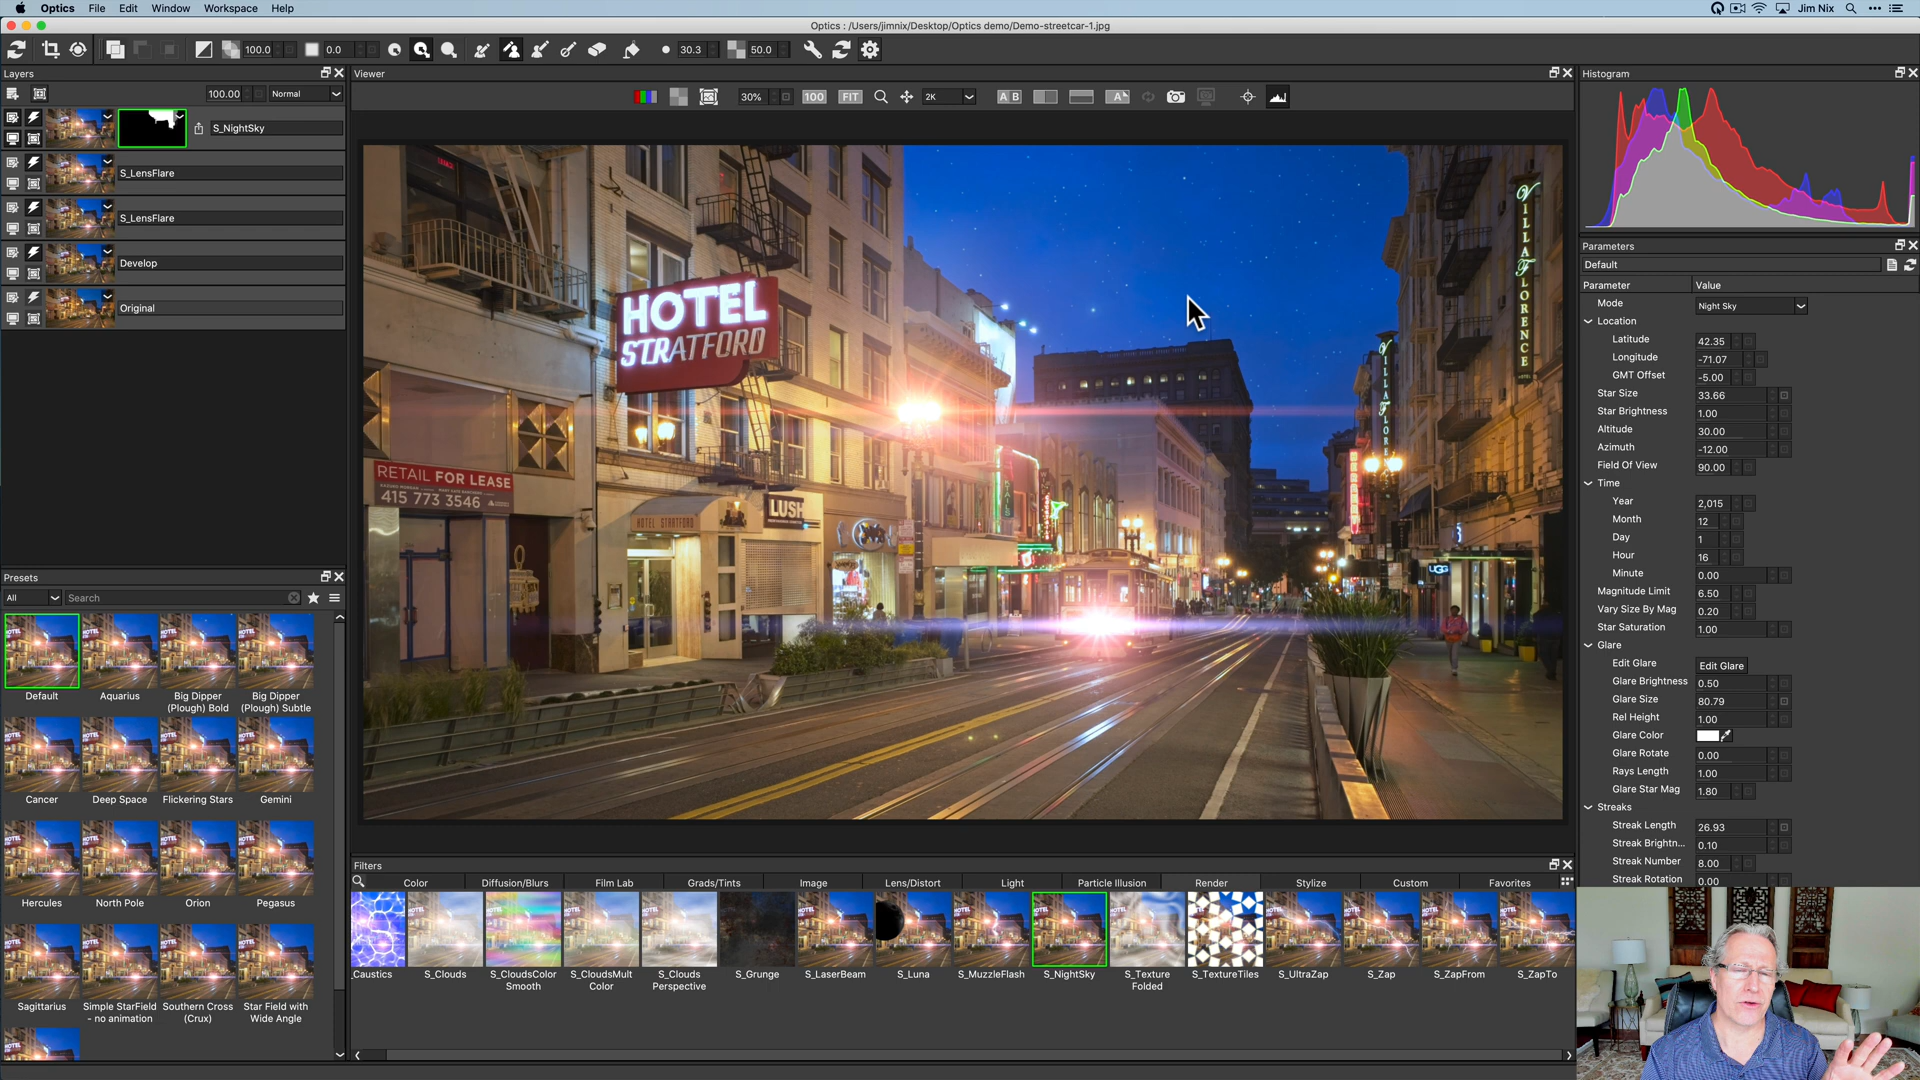 Optics File Edit Window Workspace Help Jim Nix
Optics : /Users/jimnix/Desktop/Optics demo/Demo-streetcar-1.jpg
100.0 0.0 30.3 50.0
Layers
100.00 Normal
S_NightSky
S_LensFlare
S_LensFlare
Develop
Original
Presets
All Search
Default Aquarius Big Dipper (Plough) Bold Big Dipper (Plough) Subtle
Cancer Deep Space Flickering Stars Gemini
Hercules North Pole Orion Pegasus
Sagittarius Simple StarField - no animation Southern Cross (Crux) Star Field with Wide Angle
Viewer
30% 100 FIT 2K A B A
HOTEL
STRATFORD
RETAIL FOR LEASE
415 773 3546
HOTEL STRATFORD
LUSH
VILLA FLORENCE
VILLA FLORENCE
UGG
Filters
Color Diffusion/Blurs Film Lab Grads/Tints Image Lens/Distort Light Particle Illusion Render Stylize Custom Favorites
Caustics S_Clouds S_CloudsColor Smooth S_CloudsMult Color S_Clouds Perspective S_Grunge S_LaserBeam S_Luna S_MuzzleFlash S_NightSky S_Texture Folded S_TextureTiles S_UltraZap S_Zap S_ZapFrom S_ZapTo
Histogram
Parameters
Default
Parameter Value
Mode Night Sky
Location
Latitude 42.35
Longitude -71.07
GMT Offset -5.00
Star Size 33.66
Star Brightness 1.00
Altitude 30.00
Azimuth -12.00
Field Of View 90.00
Time
Year 2,015
Month 12
Day 1
Hour 16
Minute 0.00
Magnitude Limit 6.50
Vary Size By Mag 0.20
Star Saturation 1.00
Glare
Edit Glare Edit Glare
Glare Brightness 0.50
Glare Size 80.79
Rel Height 1.00
Glare Color
Glare Rotate 0.00
Rays Length 1.00
Glare Star Mag 1.80
Streaks
Streak Length 26.93
Streak Brightn... 0.10
Streak Number 8.00
Streak Rotation 0.00